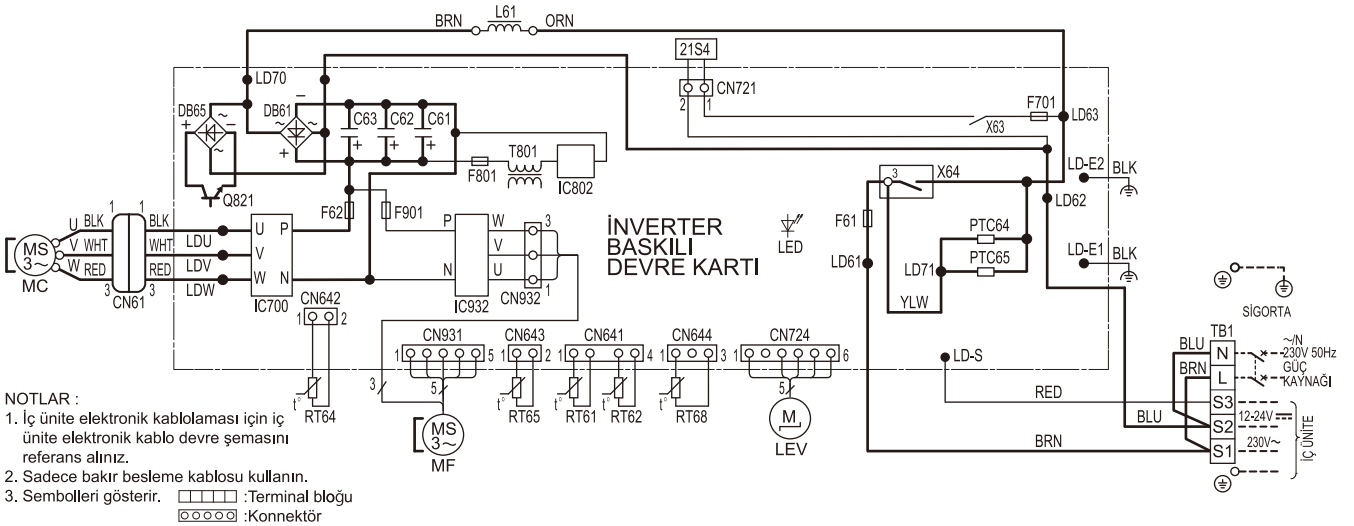 BRN L61 ORN
21S4
LD70 CN721
2 1
DB65 DB61 F701
+ ~ − − ~ ~ +
C63 C62 C61
+ + +
X63 LD63
T801
F801 IC802
Q821
3 X64
LD-E2 BLK
LD62
F62 F901
F61
PTC64
PTC65
LD71
LD61
YLW
LD-E1 BLK
İNVERTER
BASKILI
DEVRE KARTI
LED
1 1
U BLK BLK LDU U P
V WHT WHT LDV V
W RED RED LDW W N
3 3
MS
3~
MC
CN61
IC700
P W 3
V
N U 1
IC932 CN932
CN642
1 2
t° RT64
CN931
1 5
3 5
MS
3~
MF
CN643
1 2
t° RT65
CN641
1 4
t° RT61 t° RT62
CN644
1 3
t° RT68
CN724
1 6
5
M
LEV
LD-S
SİGORTA
TB1
BLU N ~/N
230V 50Hz
BRN L GÜÇ
KAYNAĞI
RED S3
BLU S2 12-24V
BRN S1 230V~
İÇ ÜNİTE
NOTLAR :
1. İç ünite elektronik kablolaması için iç
ünite elektronik kablo devre şemasını
referans alınız.
2. Sadece bakır besleme kablosu kullanın.
3. Sembolleri gösterir. :Terminal bloğu
:Konnektör